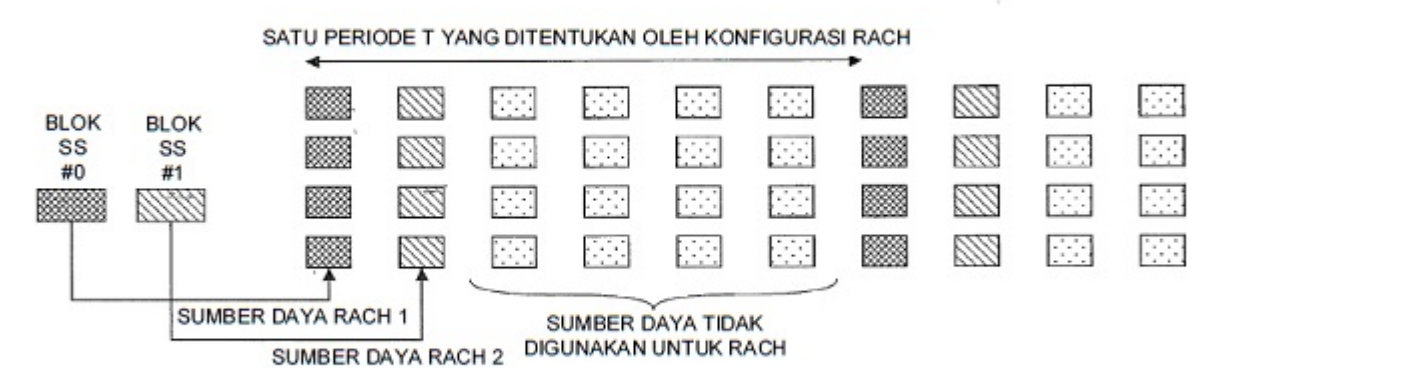 SATU PERIODE T YANG DITENTUKAN OLEH KONFIGURASI RACH
BLOK
SS
#0
BLOK
SS
#1
SUMBER DAYA RACH 1
SUMBER DAYA RACH 2
SUMBER DAYA TIDAK
DIGUNAKAN UNTUK RACH